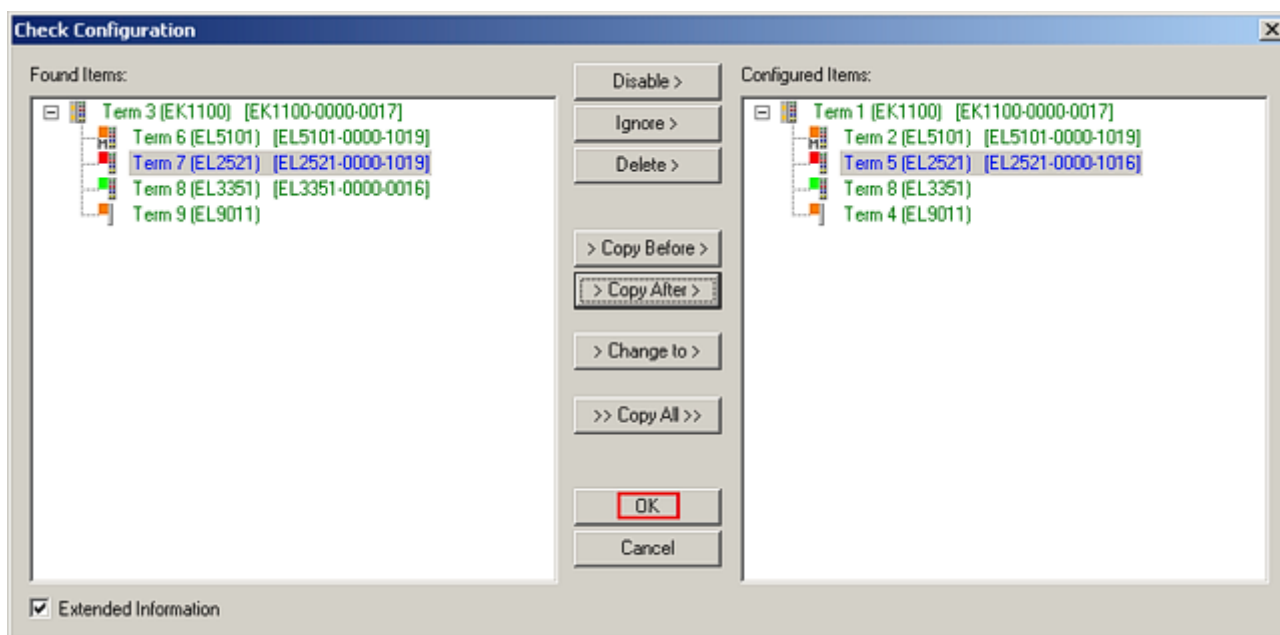 Check Configuration
Found Items:
Term 3 (EK1100) [EK1100-0000-0017]
Term 6 (EL5101) [EL5101-0000-1019]
Term 7 (EL2521) [EL2521-0000-1019]
Term 8 (EL3351) [EL3351-0000-0016]
Term 9 (EL9011)
Disable >
Ignore >
Delete >
> Copy Before >
> Copy After >
> Change to >
>> Copy All >>
OK
Cancel
Configured Items:
Term 1 (EK1100) [EK1100-0000-0017]
Term 2 (EL5101) [EL5101-0000-1019]
Term 5 (EL2521) [EL2521-0000-1016]
Term 8 (EL3351)
Term 4 (EL9011)
Extended Information